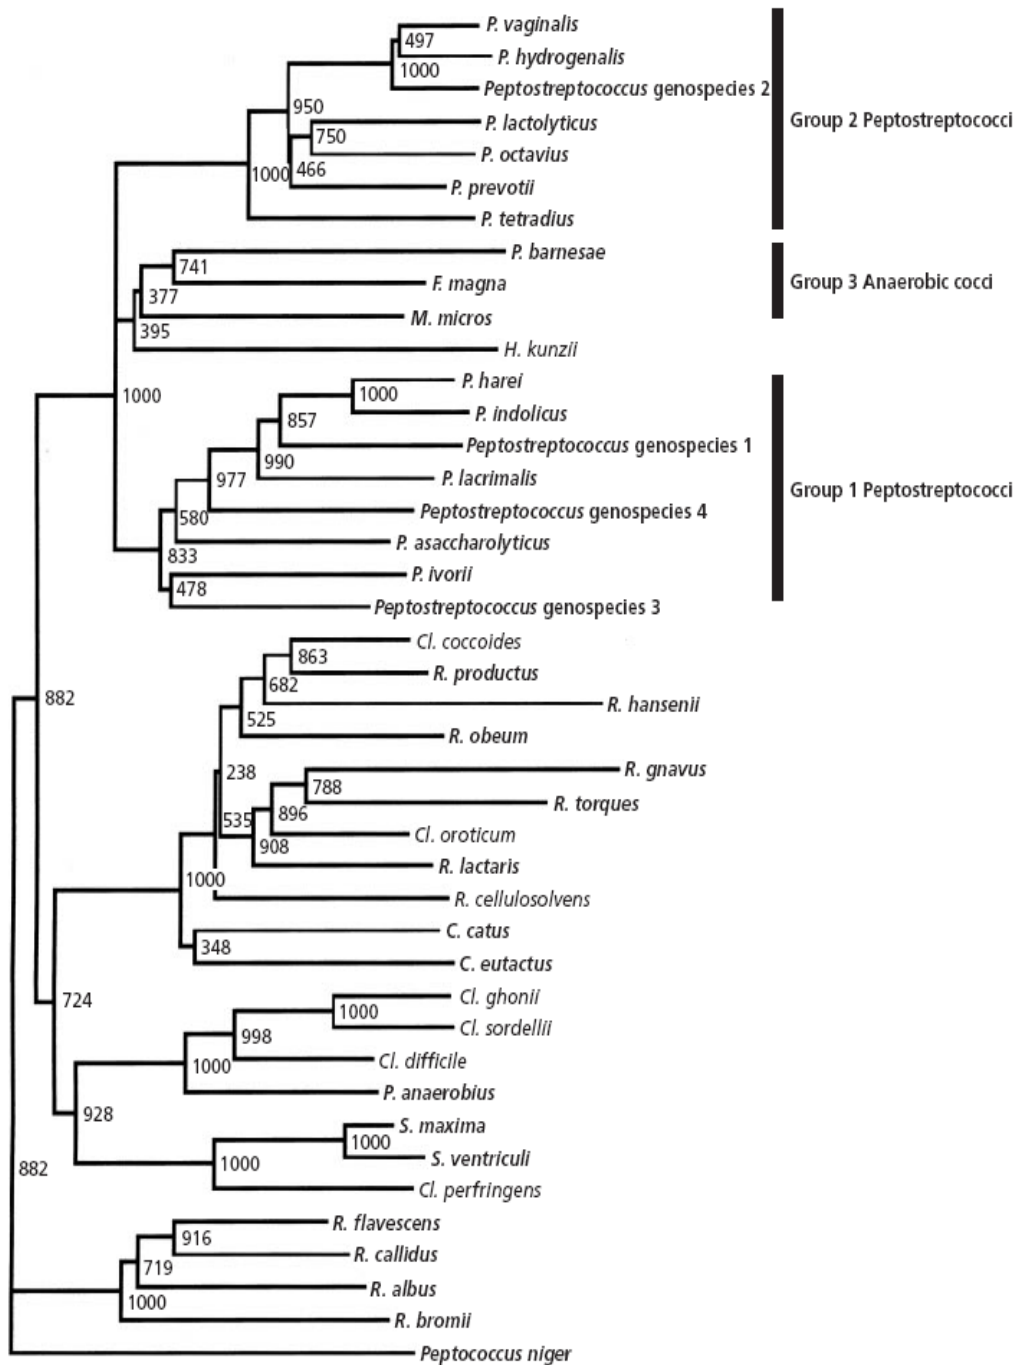 P. vaginalis
497
P. hydrogenalis
1000
Peptostreptococcus genospecies 2
950
P. lactolyticus
Group 2 Peptostreptococci
750
P. octavius
1000
466
P. prevotii
P. tetradius
P. barnesae
741
F. magna
Group 3 Anaerobic cocci
377
M. micros
395
H. kunzii
P. harei
1000
1000
P. indolicus
857
Peptostreptococcus genospecies 1
990
P. lacrimalis
977
Group 1 Peptostreptococci
Peptostreptococcus genospecies 4
580
P. asaccharolyticus
833
P. ivorii
478
Peptostreptococcus genospecies 3
Cl. coccoides
863
R. productus
682
882
R. hansenii
525
R. obeum
R. gnavus
238
788
R. torques
896
535
Cl. oroticum
908
R. lactaris
1000
R. cellulosolvens
C. catus
348
C. eutactus
724
Cl. ghonii
1000
Cl. sordellii
998
Cl. difficile
1000
P. anaerobius
928
S. maxima
1000
S. ventriculi
1000
882
Cl. perfringens
R. flavescens
916
R. callidus
719
R. albus
1000
R. bromii
Peptococcus niger